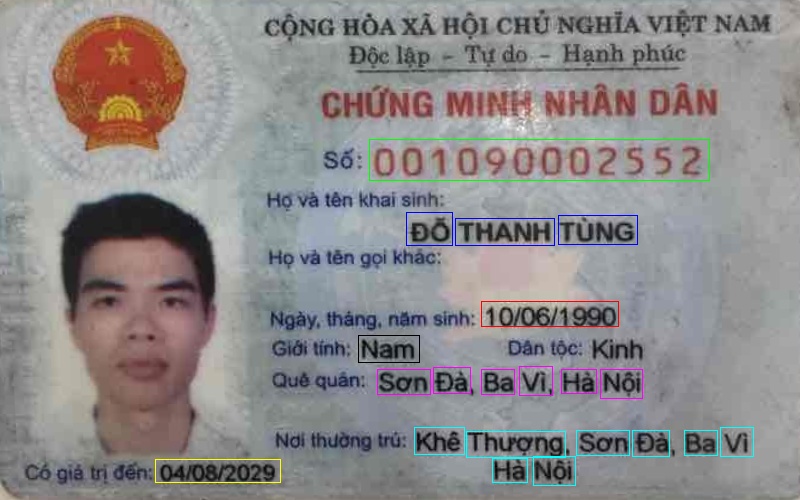 CỘNG HÒA XÃ HỘI CHỦ NGHĨA VIỆT NAM
Độc lập - Tự do - Hạnh phúc
CHỨNG MINH NHÂN DÂN
Số: 001090002552
Họ và tên khai sinh:
ĐỖ THANH TÙNG
Họ và tên gọi khác:
Ngày, tháng, năm sinh: 10/06/1990
Giới tính: Nam Dân tộc: Kinh
Quê quán: Sơn Đà, Ba Vì, Hà Nội
Nơi thường trú: Khê Thượng, Sơn Đà, Ba Vì
Hà Nội
Có giá trị đến: 04/08/2029